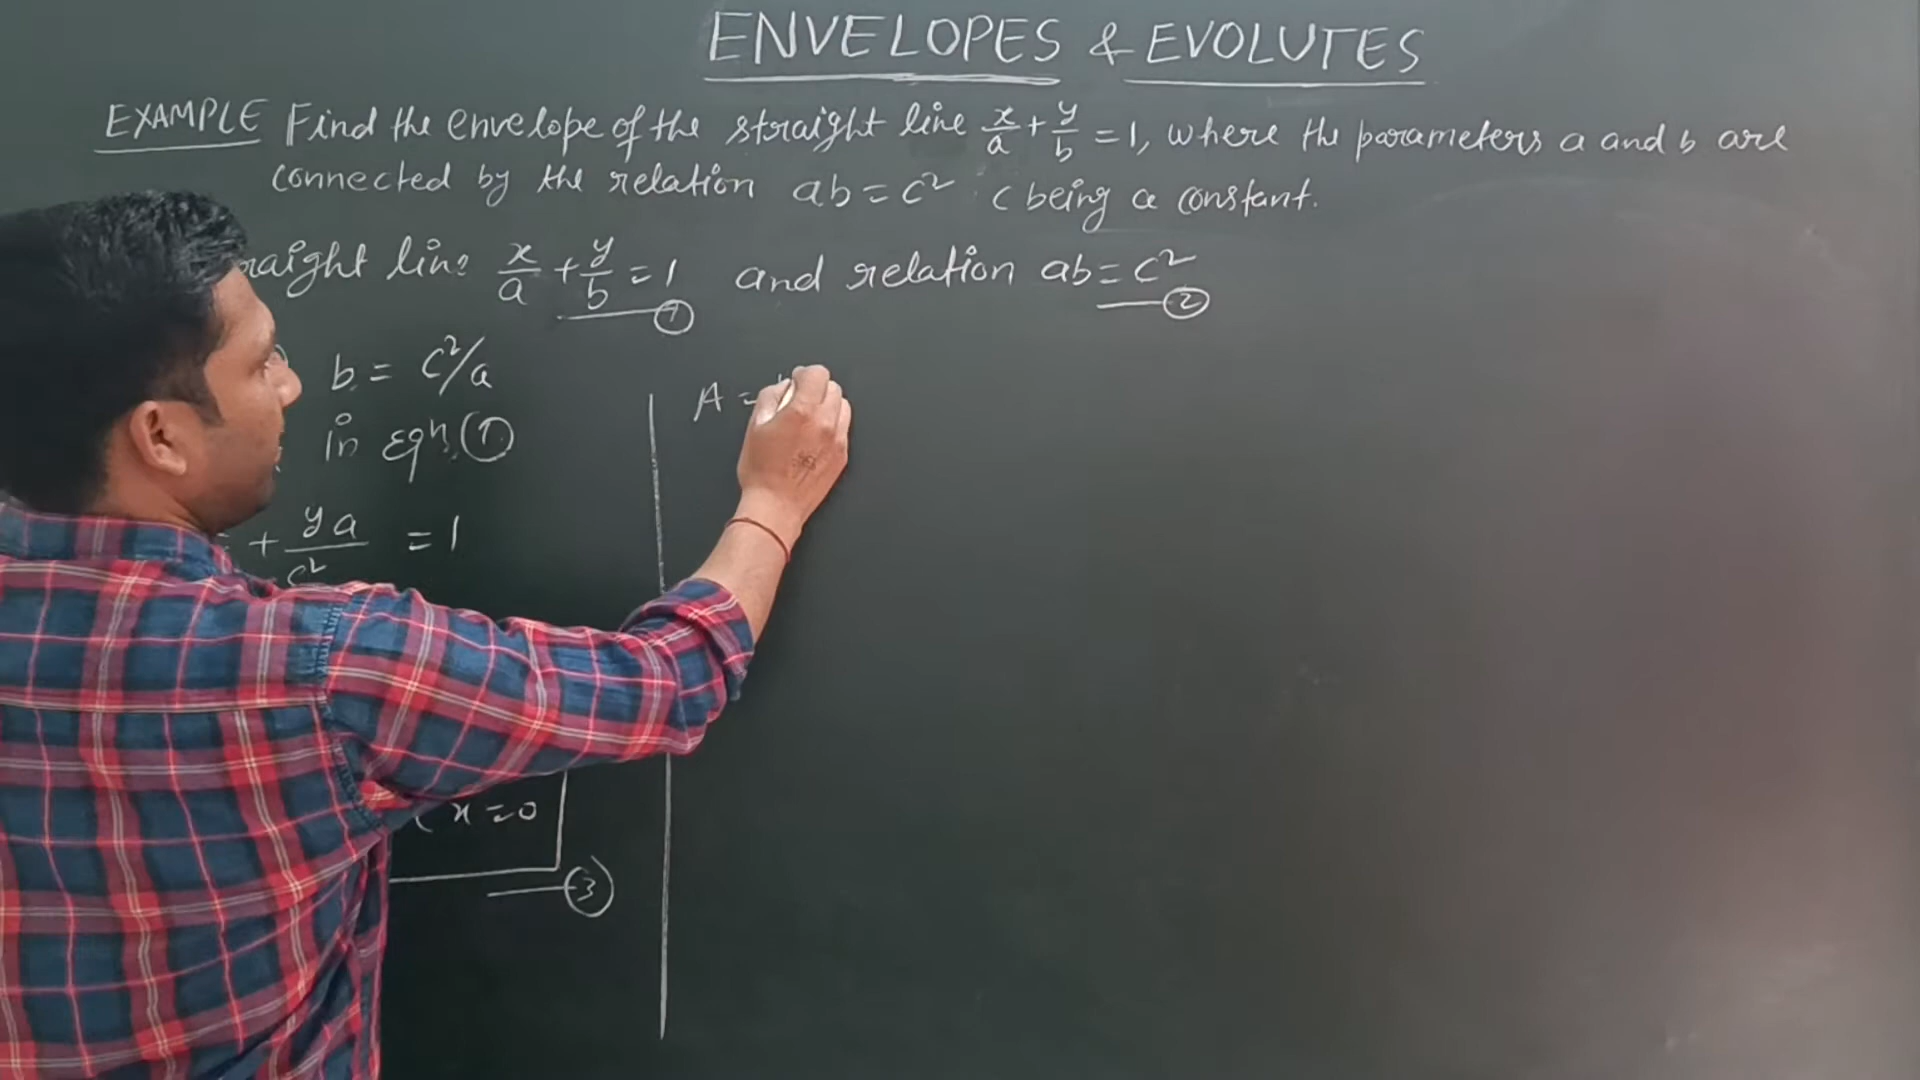 ENVELOPES & EVOLUTES
EXAMPLE Find the envelope of the straight line x/a + y/b = 1, where the parameters a and b are
connected by the relation ab = c² c being a constant.
raight line x/a + y/b = 1 and relation ab = c²
① ②
b = c²/a
in eqn. ①
+ ya/c² = 1
x = 0
③
A =